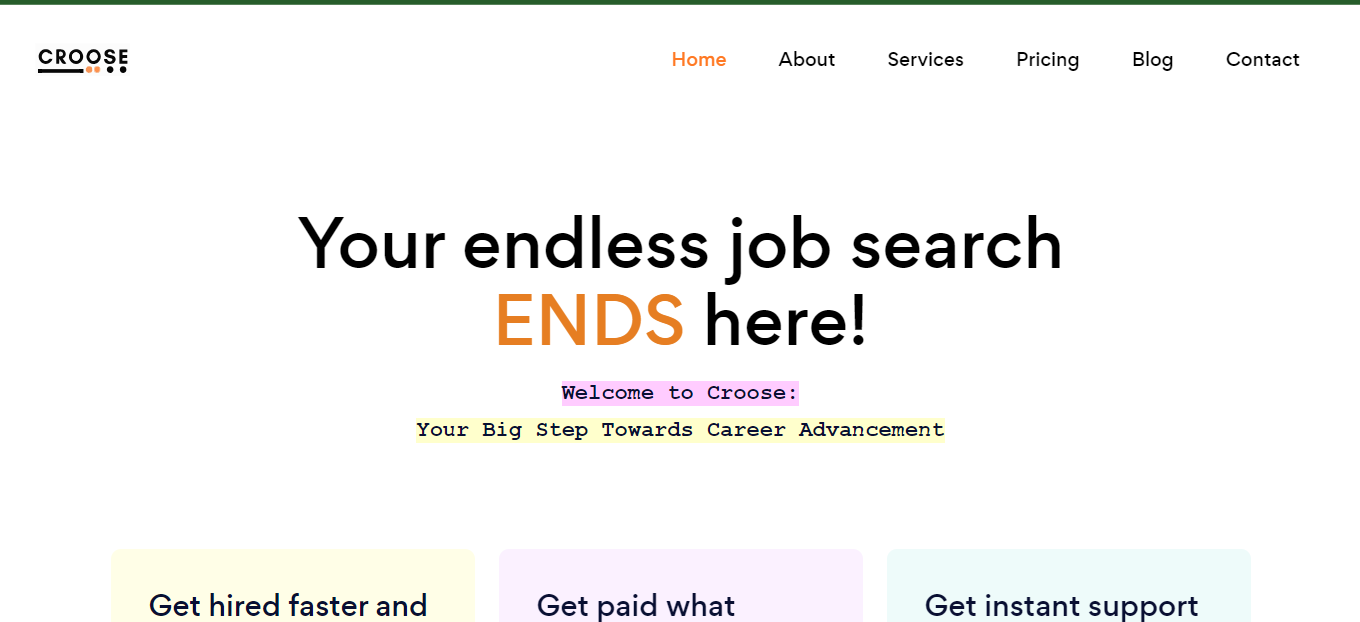 CROOSE
Home About Services Pricing Blog Contact
Your endless job search
ENDS here!
Welcome to Croose:
Your Big Step Towards Career Advancement
Get hired faster and
Get paid what
Get instant support